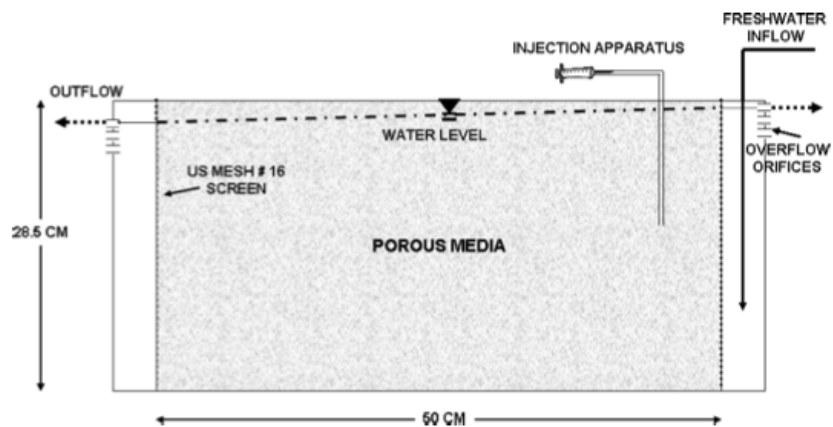 FRESHWATER
INFLOW
INJECTION APPARATUS
OUTFLOW
WATER LEVEL
OVERFLOW
ORIFICES
US MESH # 16
SCREEN
28.5 CM
POROUS MEDIA
50 CM